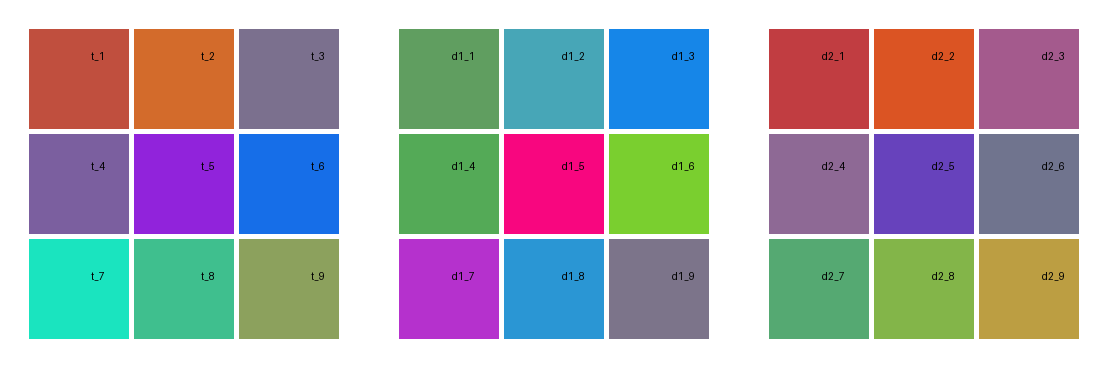 t_1 t_2 t_3 d1_1 d1_2 d1_3 d2_1 d2_2 d2_3
t_4 t_5 t_6 d1_4 d1_5 d1_6 d2_4 d2_5 d2_6
t_7 t_8 t_9 d1_7 d1_8 d1_9 d2_7 d2_8 d2_9